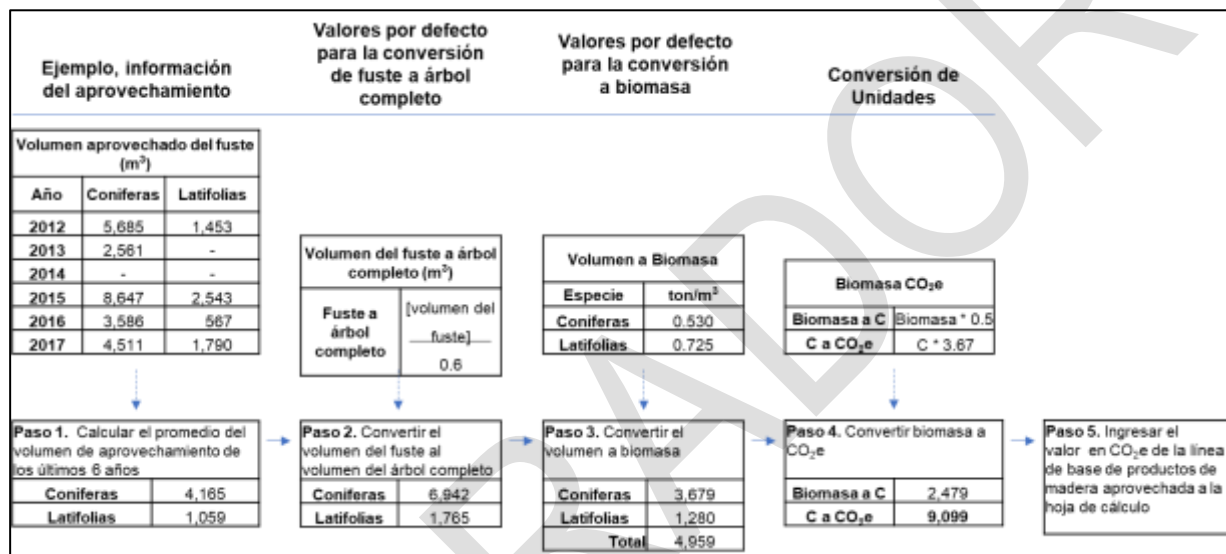 Ejemplo, información
del aprovechamiento
Valores por defecto
para la conversión
de fuste a árbol
completo
Valores por defecto
para la conversión
a biomasa
Conversión de
Unidades
Volumen aprovechado del fuste
(m³)
Año Coniferas Latifolias
2012 5,685 1,453
2013 2,561 -
2014 - -
2015 8,647 2,543
2016 3,586 567
2017 4,511 1,790
Volumen del fuste a árbol
completo (m³)
Fuste a
árbol
completo
[volumen del
fuste]
0.6
Volumen a Biomasa
Especie ton/m³
Coniferas 0.530
Latifolias 0.725
Biomasa CO₂e
Biomasa a C Biomasa * 0.5
C a CO₂e C * 3.67
Paso 1. Calcular el promedio del
volumen de aprovechamiento de
los últimos 6 años
Coniferas 4,165
Latifolias 1,059
Paso 2. Convertir el
volumen del fuste al
volumen del árbol completo
Coniferas 6,942
Latifolias 1,765
Paso 3. Convertir el
volumen a biomasa
Coniferas 3,679
Latifolias 1,280
Total 4,959
Paso 4. Convertir biomasa a
CO₂e
Biomasa a C 2,479
C a CO₂e 9,099
Paso 5. Ingresar el
valor en CO₂e de la línea
de base de productos de
madera aprovechada a la
hoja de cálculo
RADOR